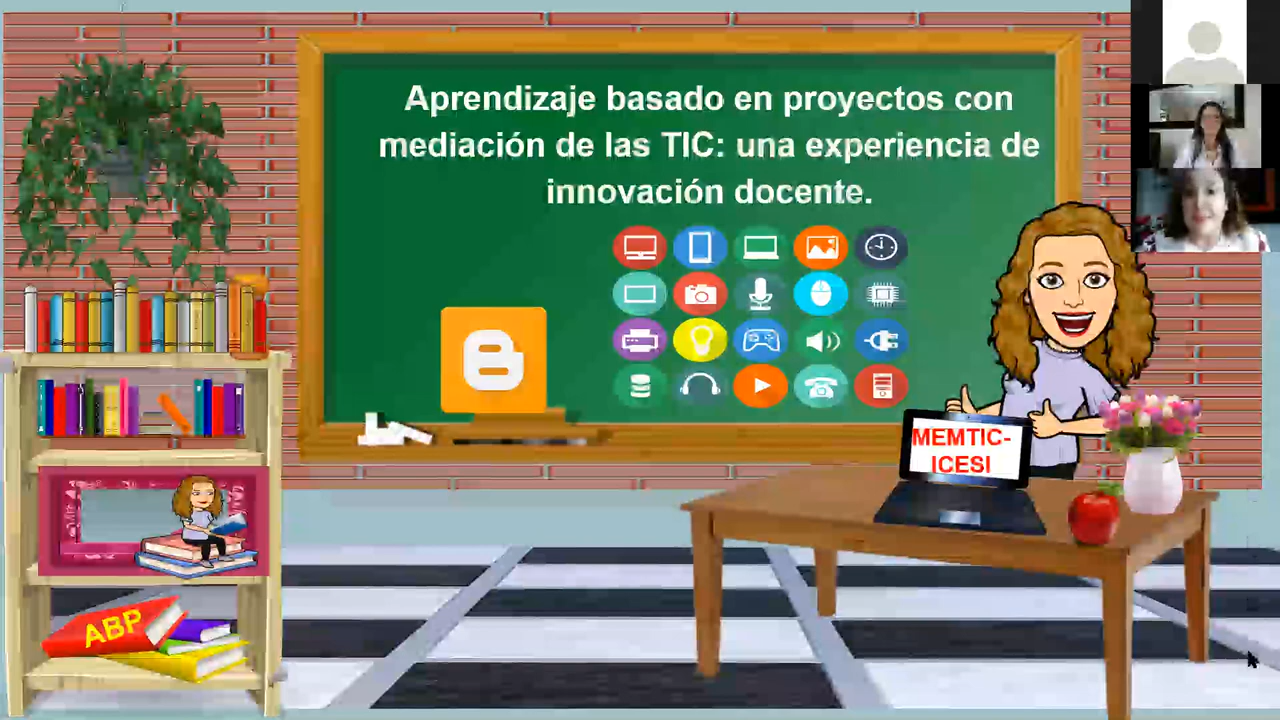 Aprendizaje basado en proyectos con
mediación de las TIC: una experiencia de
innovación docente.
MEMTIC-
ICESI
ABP